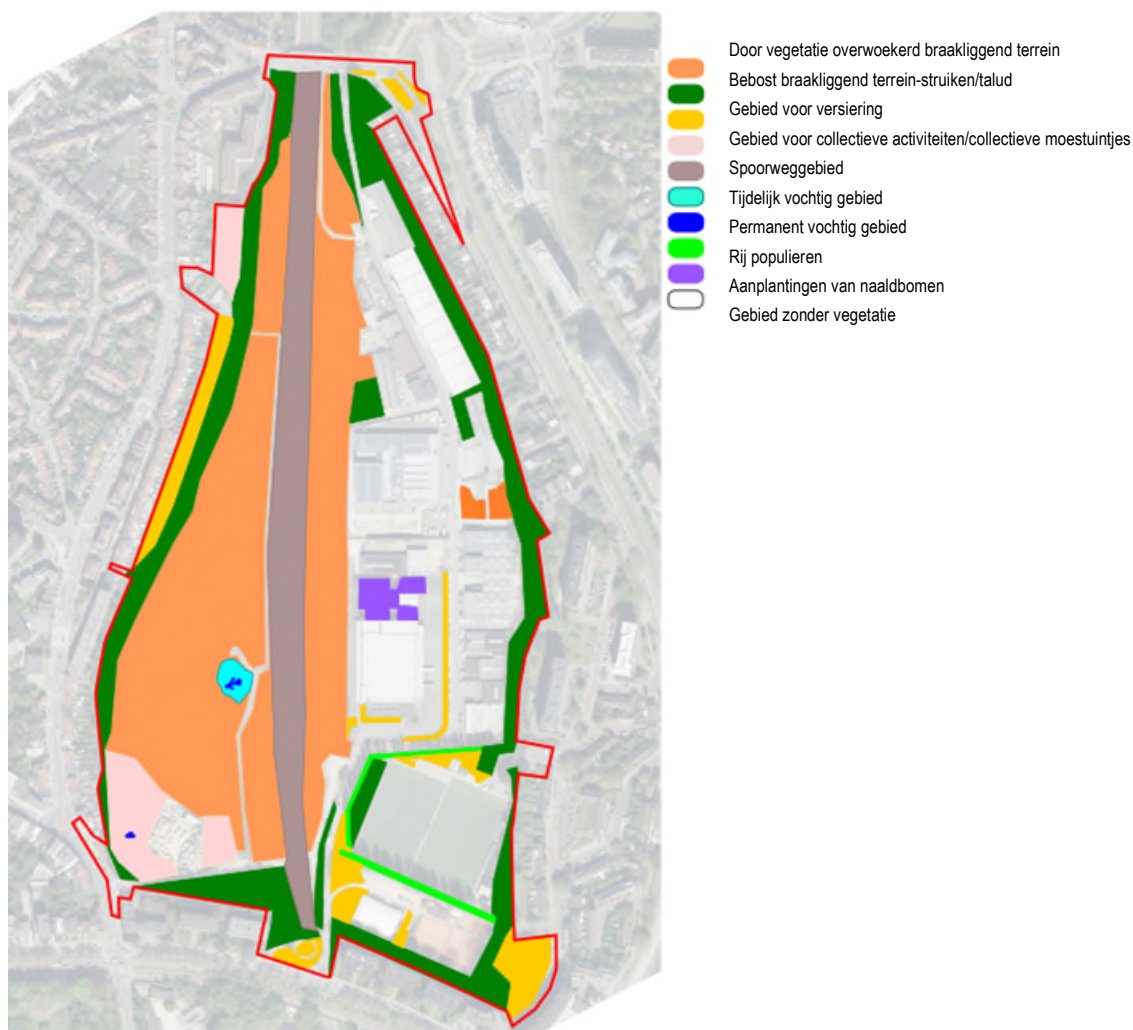 Door vegetatie overwoekerd braakliggend terrein
Bebost braakliggend terrein-struiken/talud
Gebied voor versiering
Gebied voor collectieve activiteiten/collectieve moestuintjes
Spoorweggebied
Tijdelijk vochtig gebied
Permanent vochtig gebied
Rij populieren
Aanplantingen van naaldbomen
Gebied zonder vegetatie